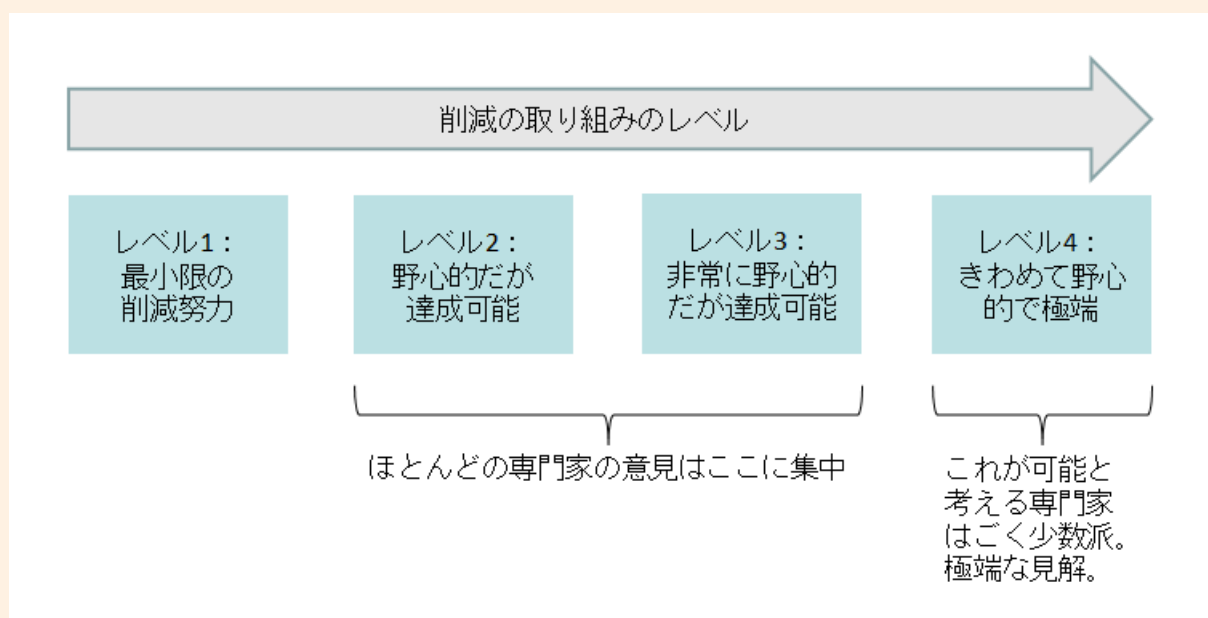 削減の取り組みのレベル
レベル1：
最小限の
削減努力
レベル2：
野心的だが
達成可能
レベル3：
非常に野心的
だが達成可能
レベル4：
きわめて野心
的で極端
ほとんどの専門家の意見はここに集中
これが可能と
考える専門家
はごく少数派。
極端な見解。